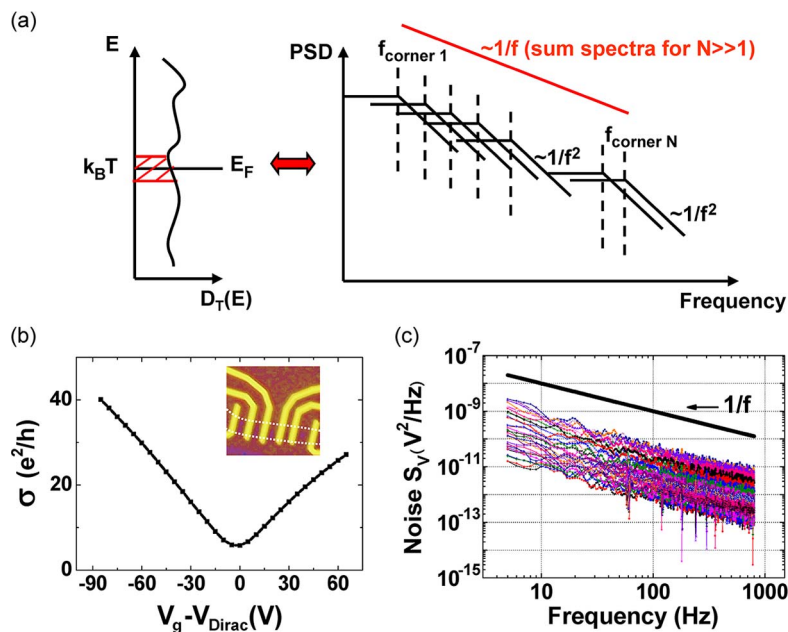 (a)
E
k_BT
E_F
D_T(E)
PSD
f_corner 1
~1/f (sum spectra for N>>1)
f_corner N
~1/f²
~1/f²
Frequency
(b)
40
20
0
σ (e²/h)
-90 -60 -30 0 30 60
V_g-V_Dirac(V)
(c)
10⁻⁷
10⁻⁹
10⁻¹¹
10⁻¹³
10⁻¹⁵
Noise S_V(V²/Hz)
1/f
10 100 1000
Frequency (Hz)